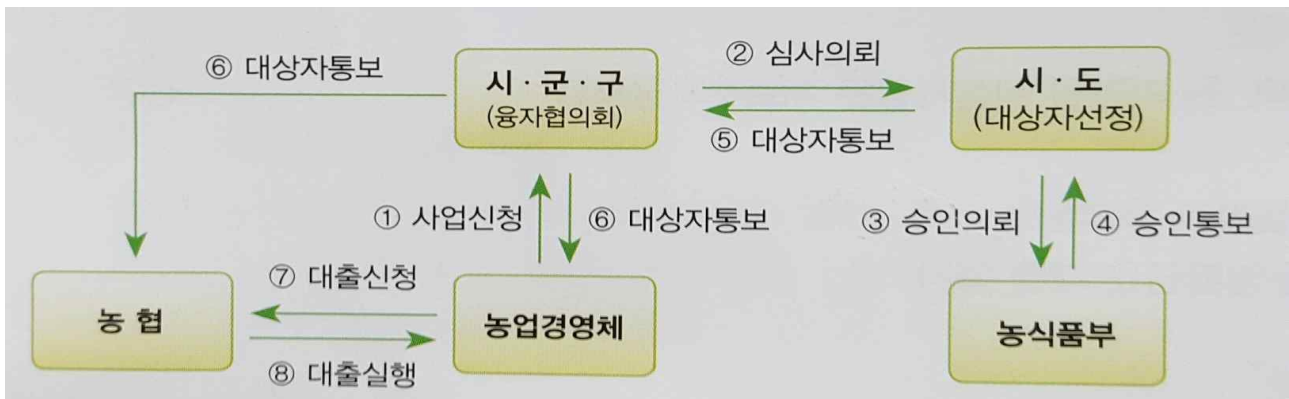 ⑥ 대상자통보
시 · 군 · 구
(융자협의회)
② 심사의뢰
⑤ 대상자통보
시 · 도
(대상자선정)
① 사업신청
⑥ 대상자통보
③ 승인의뢰
④ 승인통보
농 협
⑦ 대출신청
⑧ 대출실행
농업경영체
농식품부